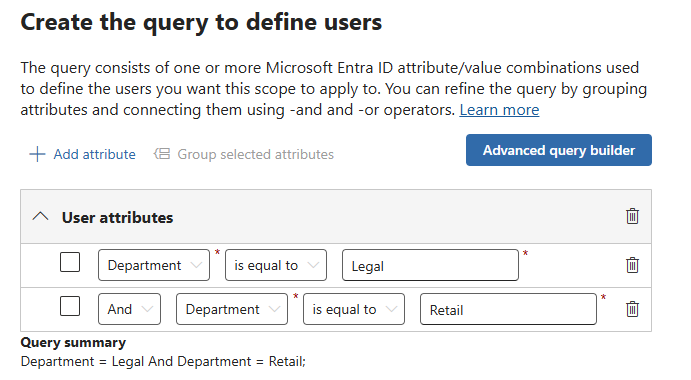 Create the query to define users
The query consists of one or more Microsoft Entra ID attribute/value combinations used
to define the users you want this scope to apply to. You can refine the query by grouping
attributes and connecting them using -and and -or operators. Learn more
+ Add attribute Group selected attributes Advanced query builder
User attributes
Department * is equal to Legal *
And Department * is equal to Retail *
Query summary
Department = Legal And Department = Retail;